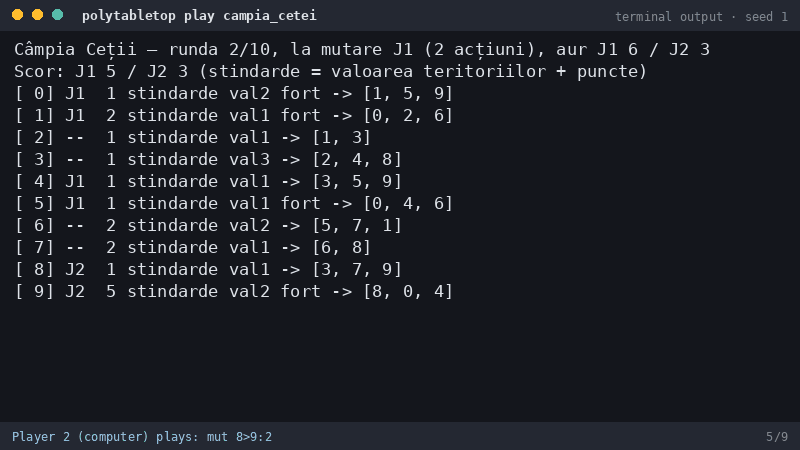 polytabletop play campia_cetei
terminal output · seed 1
Câmpia Ceții — runda 2/10, la mutare J1 (2 acțiuni), aur J1 6 / J2 3
Scor: J1 5 / J2 3 (stindarde = valoarea teritoriilor + puncte)
[ 0] J1  1 stindarde val2 fort -> [1, 5, 9]
[ 1] J1  2 stindarde val1 fort -> [0, 2, 6]
[ 2] --  1 stindarde val1 -> [1, 3]
[ 3] --  1 stindarde val3 -> [2, 4, 8]
[ 4] J1  1 stindarde val1 -> [3, 5, 9]
[ 5] J1  1 stindarde val1 fort -> [0, 4, 6]
[ 6] --  2 stindarde val2 -> [5, 7, 1]
[ 7] --  2 stindarde val1 -> [6, 8]
[ 8] J2  1 stindarde val1 -> [3, 7, 9]
[ 9] J2  5 stindarde val2 fort -> [8, 0, 4]
Player 2 (computer) plays: mut 8>9:2
5/9